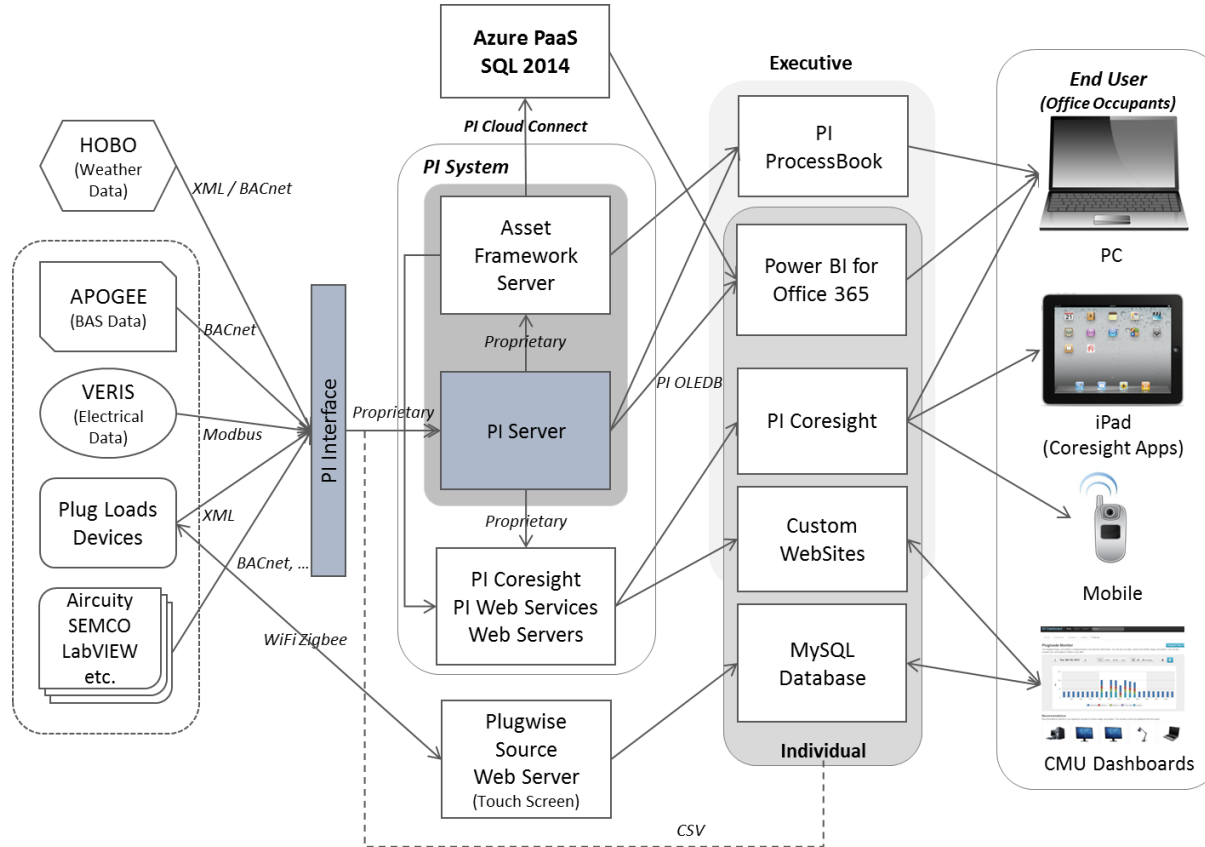 Azure PaaS
SQL 2014
Executive
End User
(Office Occupants)
PI Cloud Connect
HOBO
(Weather
Data)
XML / BACnet
PI System
PI
ProcessBook
Asset
Framework
Server
Power BI for
Office 365
PC
APOGEE
(BAS Data)
BACnet
Proprietary
VERIS
(Electrical
Data)
Modbus
PI Interface
Proprietary
PI Server
PI OLEDB
PI Coresight
iPad
(Coresight Apps)
Plug Loads
Devices
XML
Proprietary
Custom
WebSites
BACnet, ...
PI Coresight
PI Web Services
Web Servers
Mobile
Aircuity
SEMCO
LabVIEW
etc.
WiFi Zigbee
MySQL
Database
Plugwise
Source
Web Server
(Touch Screen)
Individual
CMU Dashboards
CSV